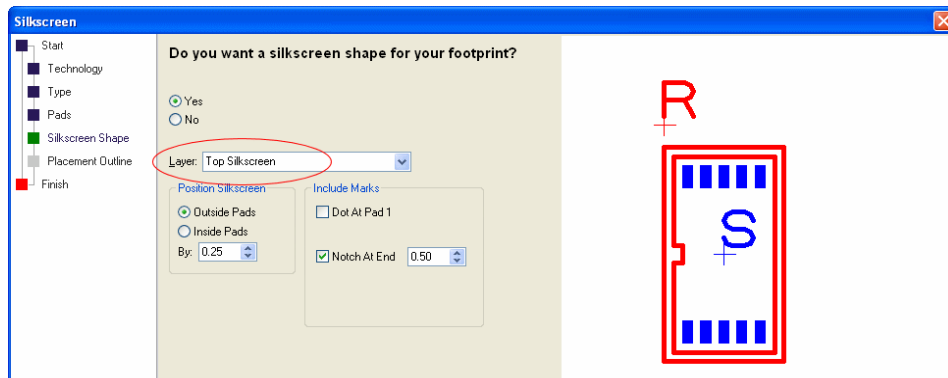 Silkscreen
Start
Technology
Type
Pads
Silkscreen Shape
Placement Outline
Finish
Do you want a silkscreen shape for your footprint?
Yes
No
Layer: Top Silkscreen
Position Silkscreen
Outside Pads
Inside Pads
By: 0.25
Include Marks
Dot At Pad 1
Notch At End 0.50
R
S